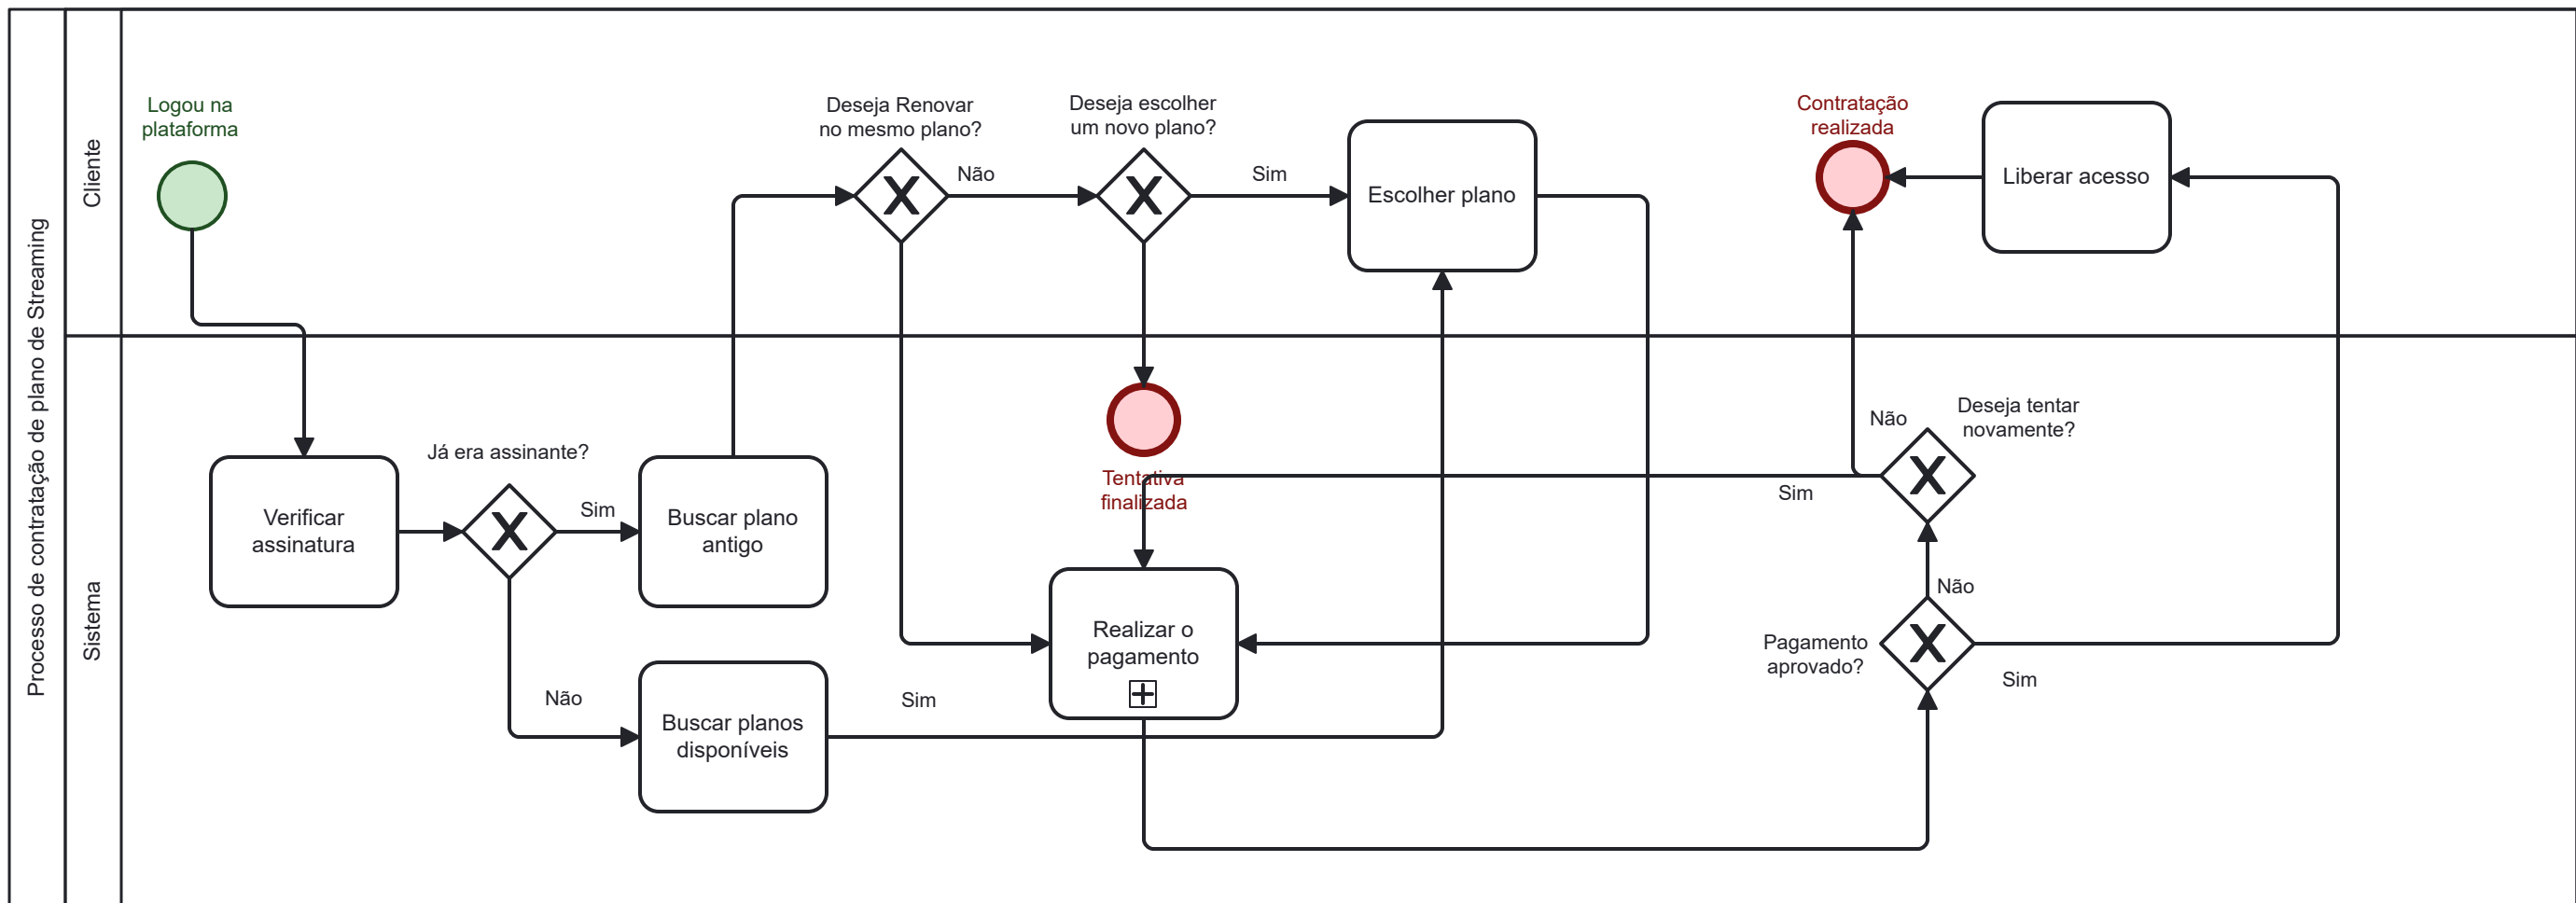 Processo de contratação de plano de Streaming
Cliente
Sistema
Logou na
plataforma
Deseja Renovar
no mesmo plano?
Não
Deseja escolher
um novo plano?
Sim
Escolher plano
Contratação
realizada
Liberar acesso
Verificar
assinatura
Já era assinante?
Sim
Buscar plano
antigo
Tentativa
finalizada
Não
Deseja tentar
novamente?
Sim
Não
Buscar planos
disponíveis
Sim
Realizar o
pagamento
Pagamento
aprovado?
Não
Sim